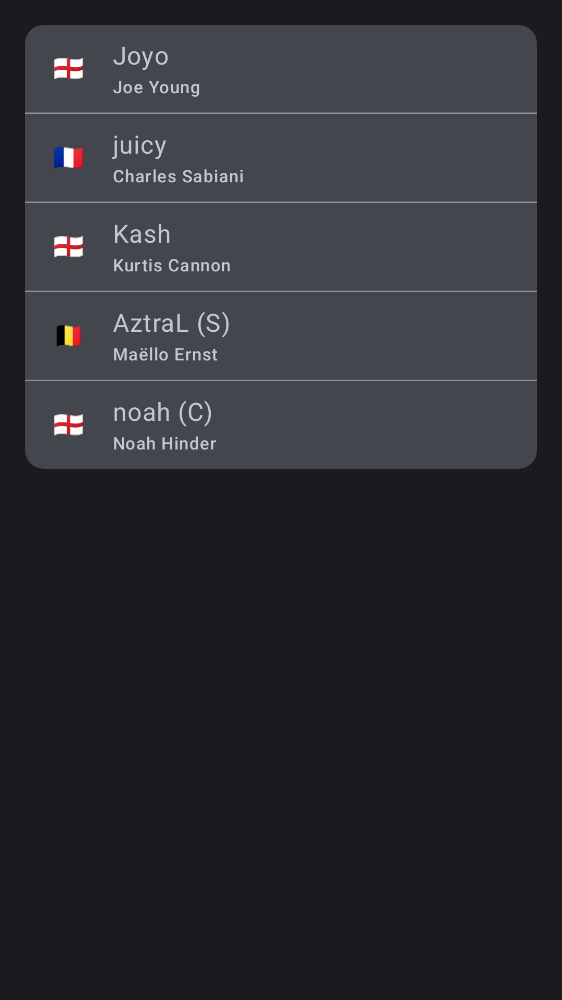 Joyo
Joe Young
juicy
Charles Sabiani
Kash
Kurtis Cannon
AztraL (S)
Maëllo Ernst
noah (C)
Noah Hinder